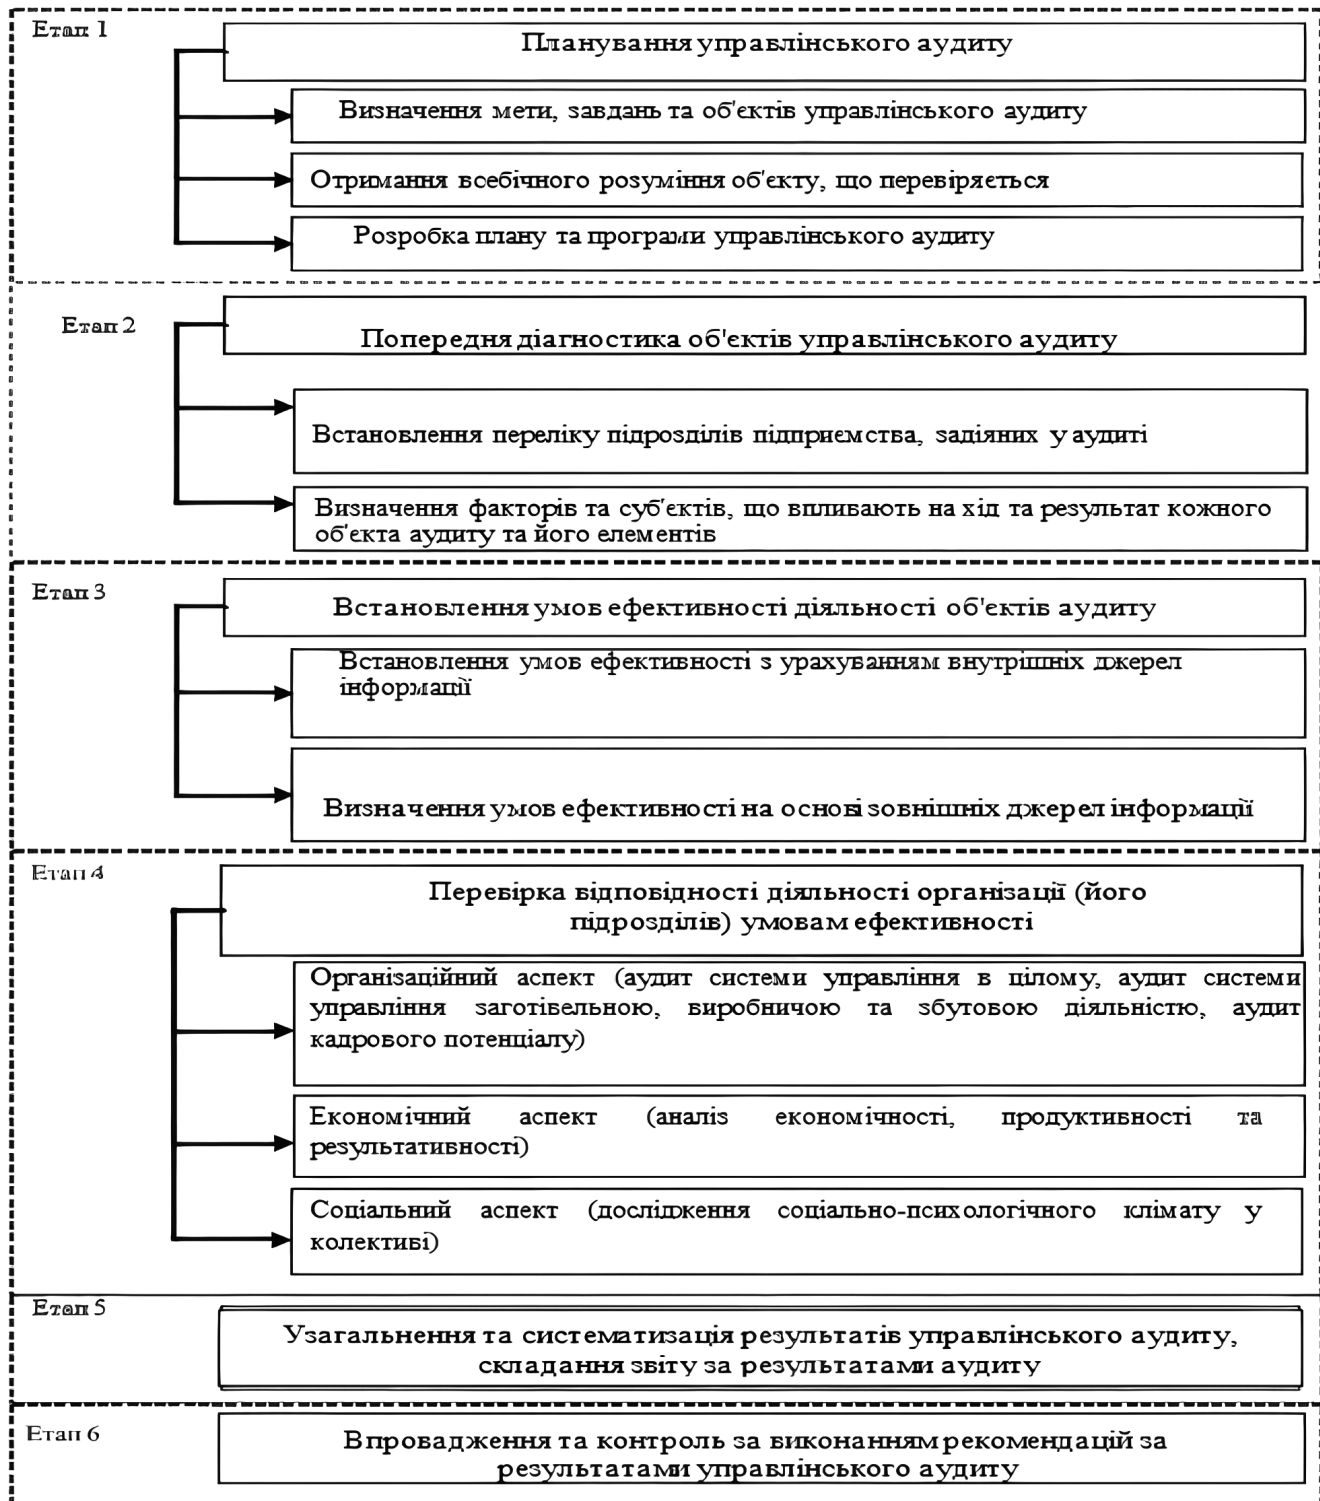 Етап 1
Планування управлінського аудиту
Визначення мети, завдань та об'єктів управлінського аудиту
Отримання всебічного розуміння об'єкту, що перевіряється
Розробка плану та програми управлінського аудиту
Етап 2
Попередня діагностика об'єктів управлінського аудиту
Встановлення переліку підрозділів підприємства, задіяних у аудиті
Визначення факторів та суб'єктів, що впливають на хід та результат кожного
об'єкта аудиту та його елементів
Етап 3
Встановлення умов ефективності діяльності об'єктів аудиту
Встановлення умов ефективності з урахуванням внутрішніх джерел
інформації
Визначення умов ефективності на основі зовнішніх джерел інформації
Етап 4
Перевірка відповідності діяльності організації (його
підрозділів) умовам ефективності
Організаційний аспект (аудит системи управління в цілому, аудит системи
управління заготівельною, виробничою та збутовою діяльністю, аудит
кадрового потенціалу)
Економічний аспект (аналіз економічності, продуктивності та
результативності)
Соціальний аспект (дослідження соціально-психологічного клімату у
колективі)
Етап 5
Узагальнення та систематизація результатів управлінського аудиту,
складання звіту за результатами аудиту
Етап 6
Впровадження та контроль за виконанням рекомендацій за
результатами управлінського аудиту